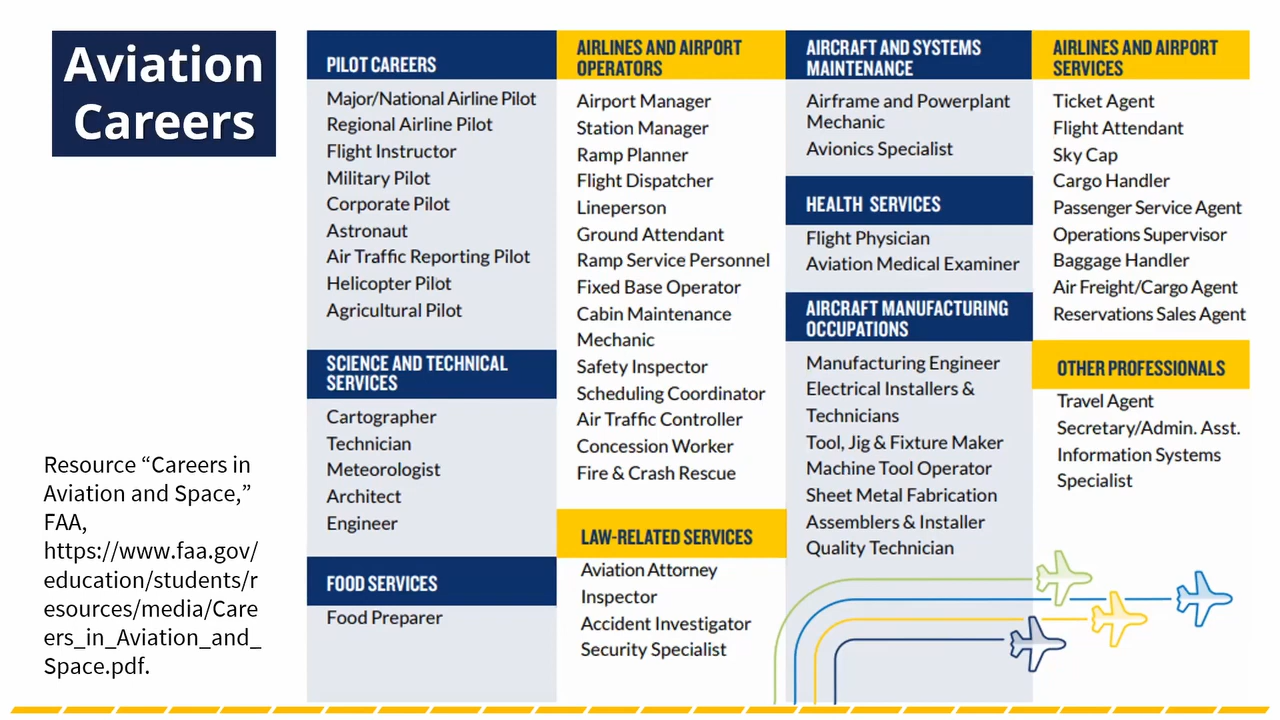 Aviation
Careers
Resource “Careers in
Aviation and Space,”
FAA,
https://www.faa.gov/
education/students/r
esources/media/Care
ers_in_Aviation_and_
Space.pdf.
PILOT CAREERS
Major/National Airline Pilot
Regional Airline Pilot
Flight Instructor
Military Pilot
Corporate Pilot
Astronaut
Air Traffic Reporting Pilot
Helicopter Pilot
Agricultural Pilot
SCIENCE AND TECHNICAL
SERVICES
Cartographer
Technician
Meteorologist
Architect
Engineer
FOOD SERVICES
Food Preparer
AIRLINES AND AIRPORT
OPERATORS
Airport Manager
Station Manager
Ramp Planner
Flight Dispatcher
Lineperson
Ground Attendant
Ramp Service Personnel
Fixed Base Operator
Cabin Maintenance
Mechanic
Safety Inspector
Scheduling Coordinator
Air Traffic Controller
Concession Worker
Fire & Crash Rescue
LAW-RELATED SERVICES
Aviation Attorney
Inspector
Accident Investigator
Security Specialist
AIRCRAFT AND SYSTEMS
MAINTENANCE
Airframe and Powerplant
Mechanic
Avionics Specialist
HEALTH SERVICES
Flight Physician
Aviation Medical Examiner
AIRCRAFT MANUFACTURING
OCCUPATIONS
Manufacturing Engineer
Electrical Installers &
Technicians
Tool, Jig & Fixture Maker
Machine Tool Operator
Sheet Metal Fabrication
Assemblers & Installer
Quality Technician
AIRLINES AND AIRPORT
SERVICES
Ticket Agent
Flight Attendant
Sky Cap
Cargo Handler
Passenger Service Agent
Operations Supervisor
Baggage Handler
Air Freight/Cargo Agent
Reservations Sales Agent
OTHER PROFESSIONALS
Travel Agent
Secretary/Admin. Asst.
Information Systems
Specialist